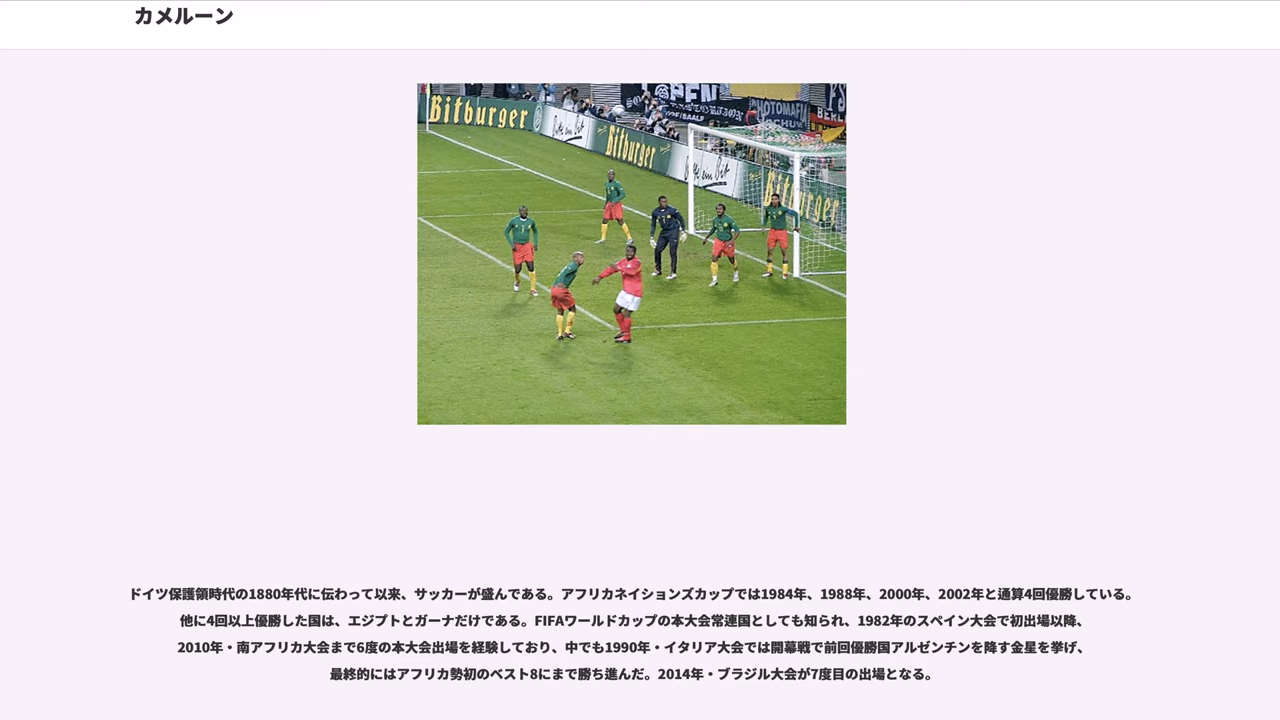 カメルーン
Bitburger
Bitte ein Bit
Bitburger
Bitte ein Bit
Bitburger
PHOTOMAFIA
BOCHUM
ドイツ保護領時代の1880年代に伝わって以来、サッカーが盛んである。アフリカネイションズカップでは1984年、1988年、2000年、2002年と通算4回優勝している。
他に4回以上優勝した国は、エジプトとガーナだけである。FIFAワールドカップの本大会常連国としても知られ、1982年のスペイン大会で初出場以降、
2010年・南アフリカ大会まで6度の本大会出場を経験しており、中でも1990年・イタリア大会では開幕戦で前回優勝国アルゼンチンを降す金星を挙げ、
最終的にはアフリカ勢初のベスト8にまで勝ち進んだ。2014年・ブラジル大会が7度目の出場となる。